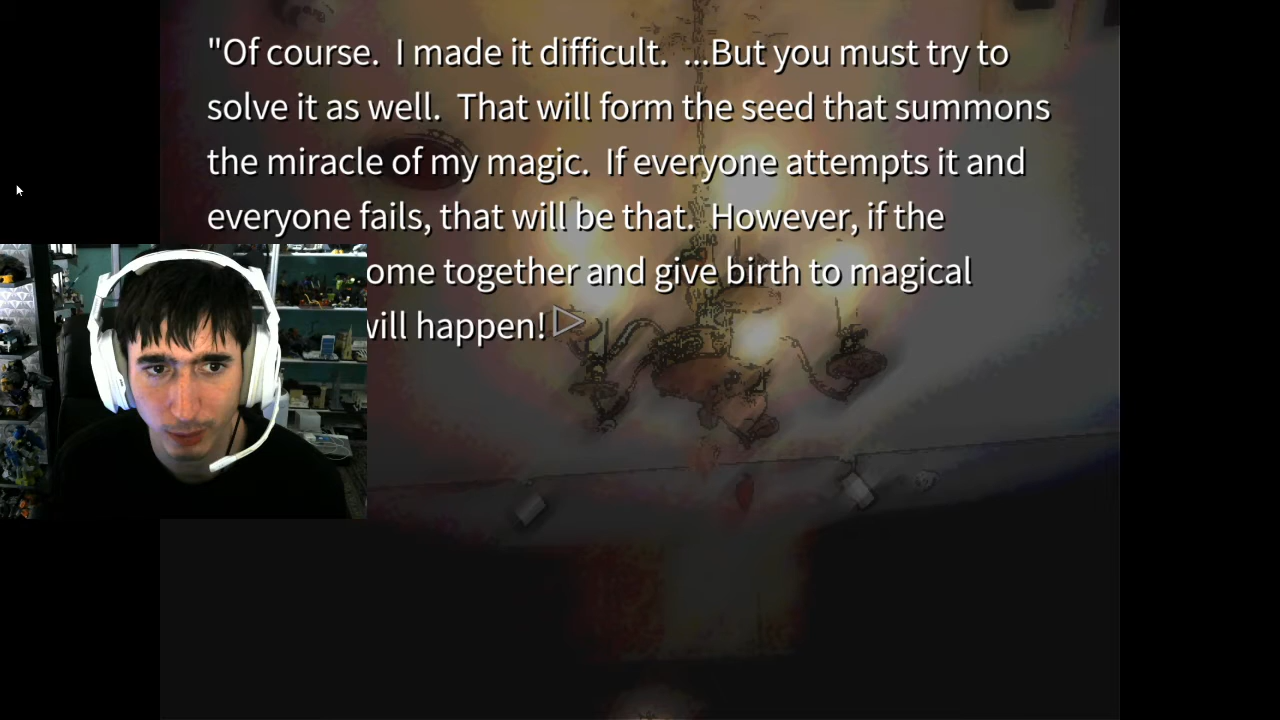 "Of course.  I made it difficult.  ...But you must try to
solve it as well.  That will form the seed that summons
the miracle of my magic.  If everyone attempts it and
everyone fails, that will be that.  However, if the
ome together and give birth to magical
will happen!